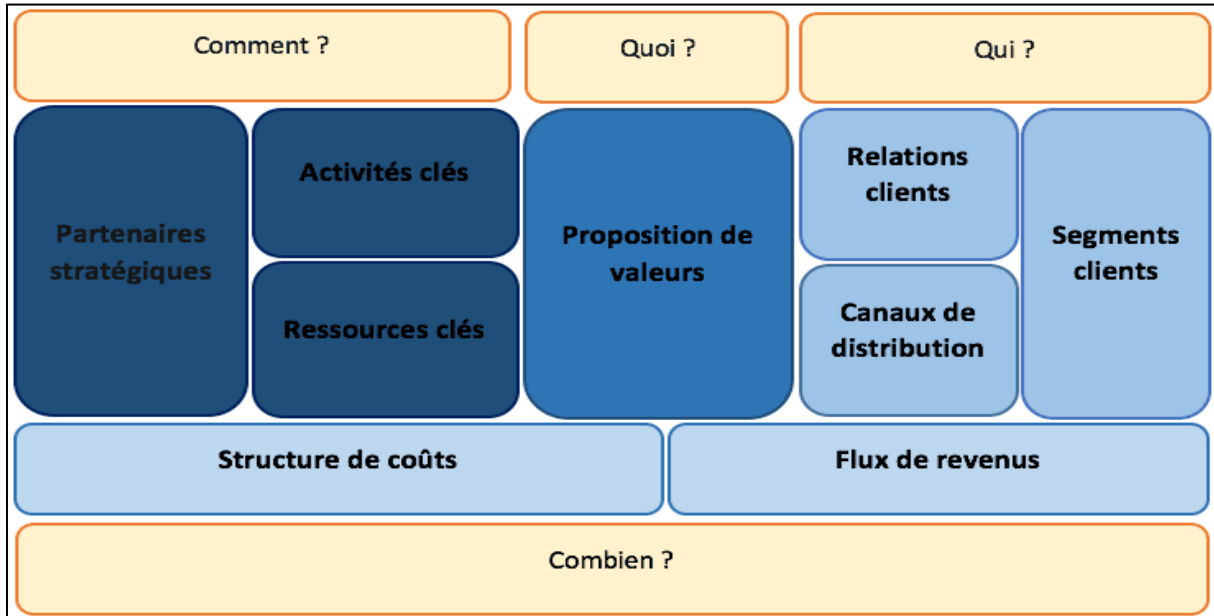 Comment ?
Quoi ?
Qui ?
Partenaires
stratégiques
Activités clés
Ressources clés
Proposition de
valeurs
Relations
clients
Canaux de
distribution
Segments
clients
Structure de coûts
Flux de revenus
Combien ?